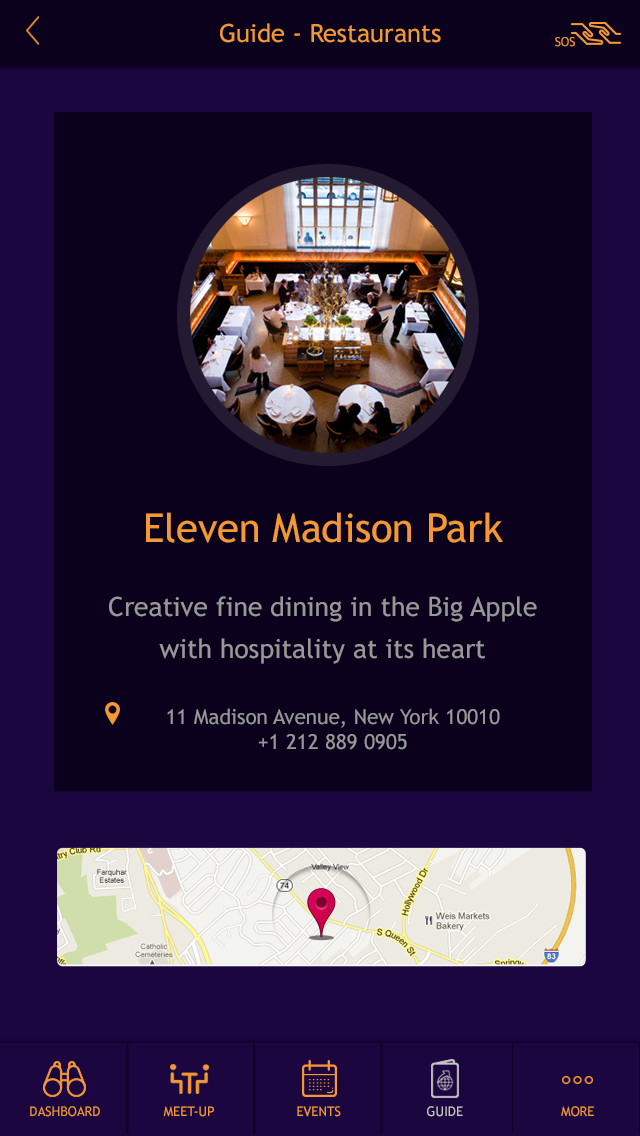 Guide - Restaurants
SOS
Eleven Madison Park
Creative fine dining in the Big Apple
with hospitality at its heart
11 Madison Avenue, New York 10010
+1 212 889 0905
try Club Rd
Farquhar
Estates
Valley View
74
Hollywood Dr
Weis Markets
Bakery
S Queen St
Catholic
Cemeteries
83
DASHBOARD
MEET-UP
EVENTS
GUIDE
MORE